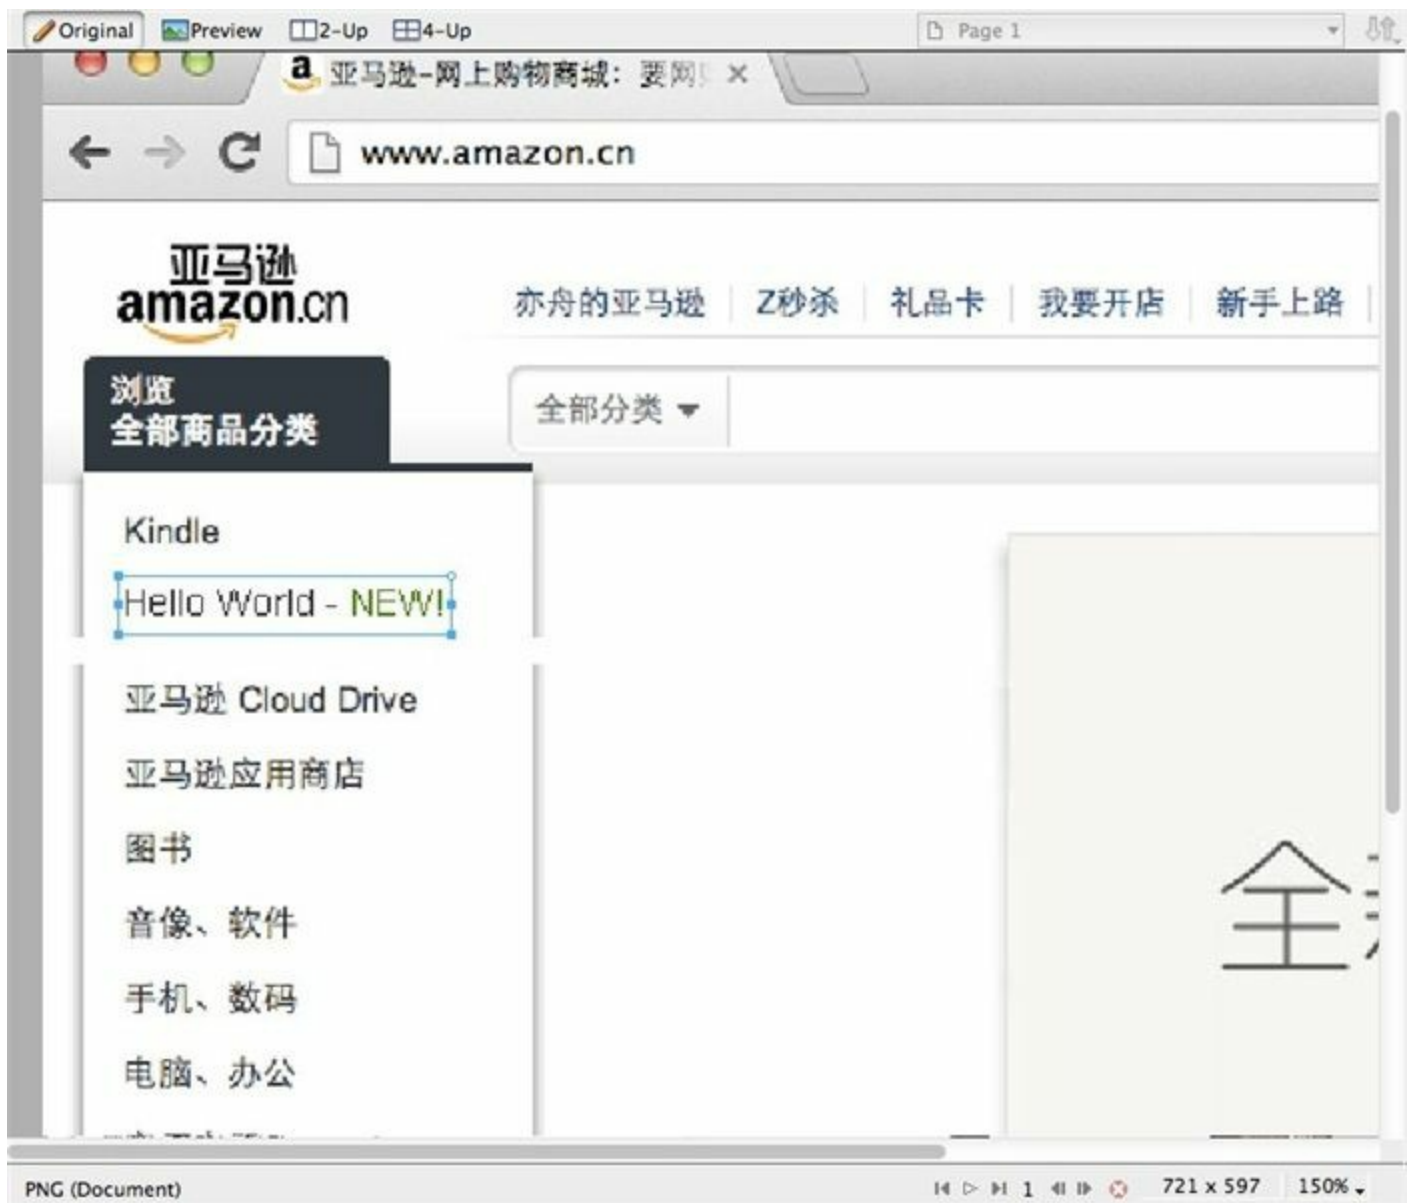 Original Preview 2-Up 4-Up Page 1
亚马逊-网上购物商城：要网
www.amazon.cn
亚马逊
amazon.cn
亦舟的亚马逊 Z秒杀 礼品卡 我要开店 新手上路
浏览
全部商品分类
全部分类
Kindle
Hello World - NEW!
亚马逊 Cloud Drive
亚马逊应用商店
图书
音像、软件
手机、数码
电脑、办公
全
PNG (Document) 1 721 x 597 150%